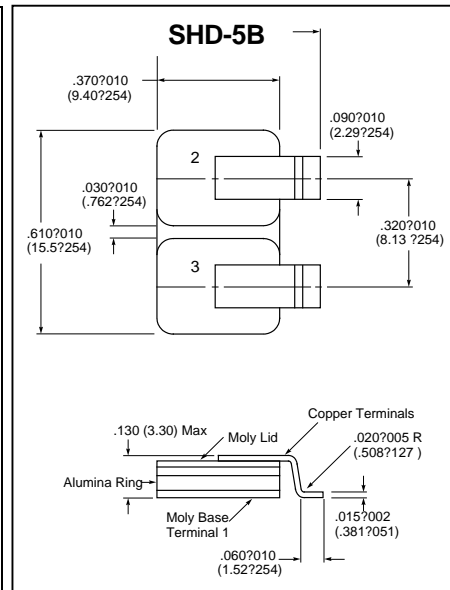 SHD-5B
.370?010
(9.40?254)
.090?010
(2.29?254)
2
.030?010
(.762?254)
.320?010
(8.13 ?254)
.610?010
(15.5?254)
3
Copper Terminals
.130 (3.30) Max
Moly Lid
.020?005 R
(.508?127 )
Alumina Ring
Moly Base
Terminal 1
.015?002
(.381?051)
.060?010
(1.52?254)